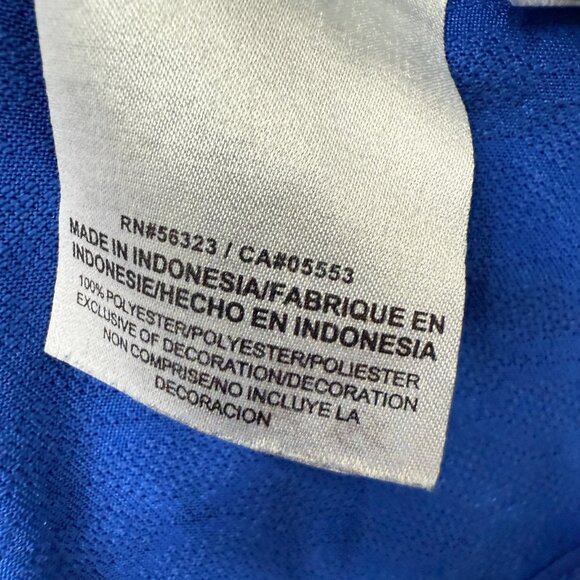 RN#56323 / CA#05553
MADE IN INDONESIA/FABRIQUE EN
INDONESIE/HECHO EN INDONESIA
100% POLYESTER/POLYESTER/POLIESTER
EXCLUSIVE OF DECORATION/DECORATION
NON COMPRISE/NO INCLUYE LA
DECORACION